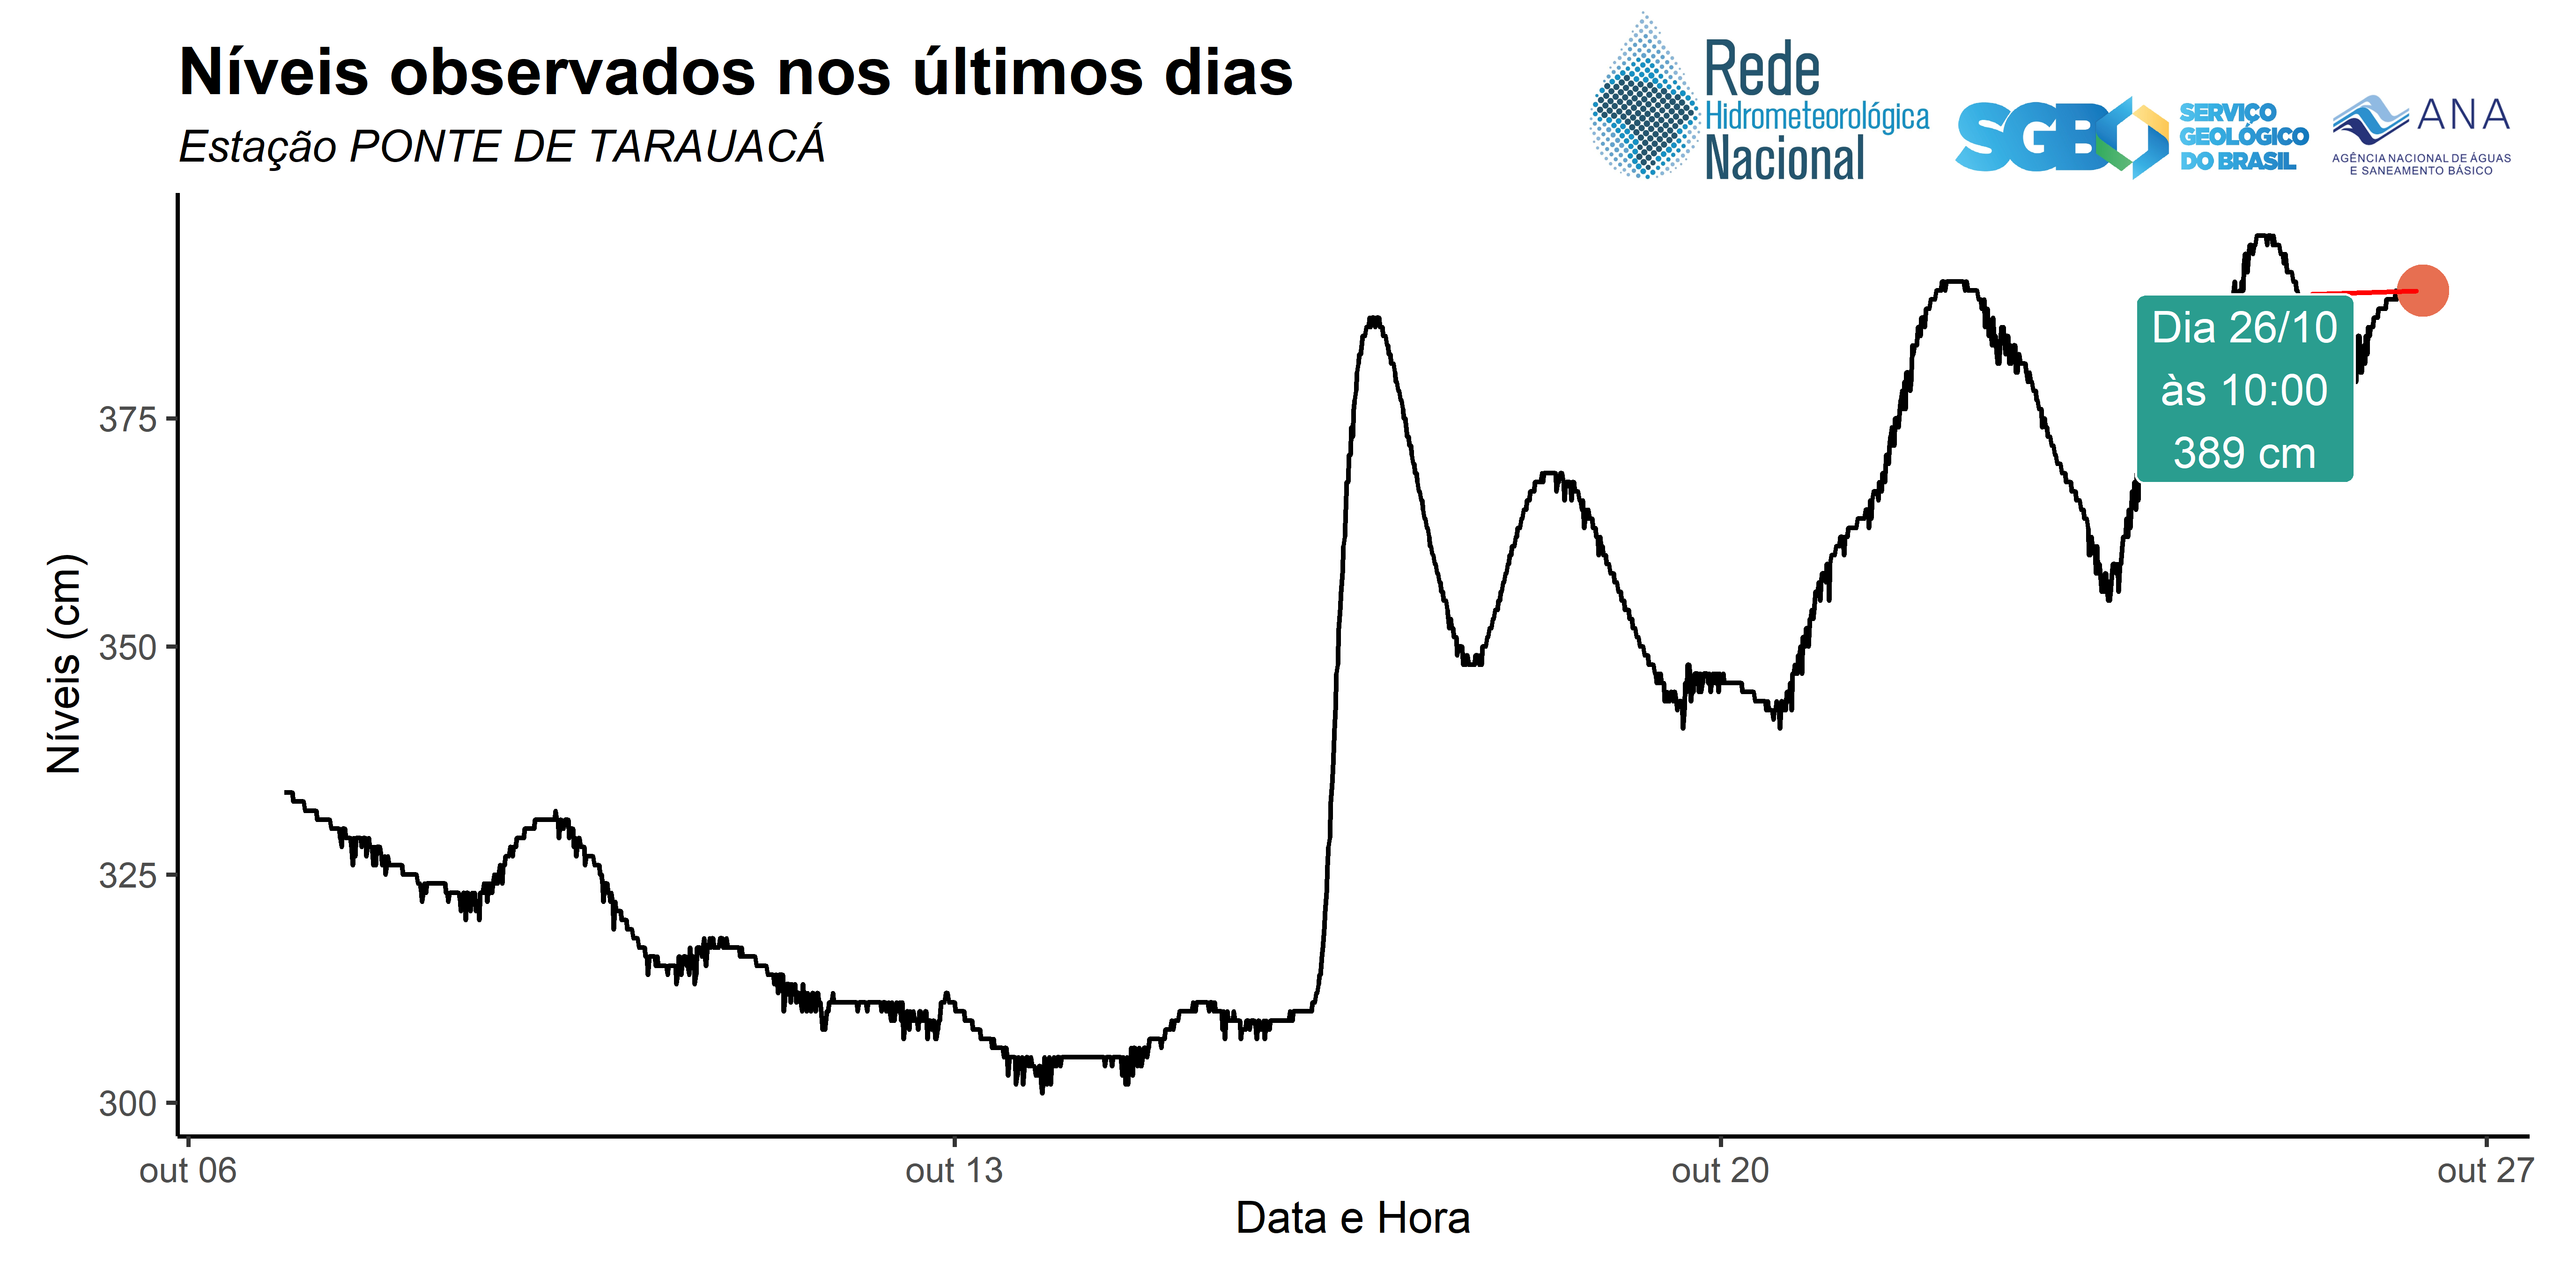 Níveis observados nos últimos dias
Estação PONTE DE TARAUACÁ
Rede
Hidrometeorológica
Nacional
SGB
SERVIÇO
GEOLÓGICO
DO BRASIL
ANA
AGÊNCIA NACIONAL DE ÁGUAS
E SANEAMENTO BÁSICO
Dia 26/10
às 10:00
389 cm
Níveis (cm)
375
350
325
300
out 06
out 13
out 20
out 27
Data e Hora